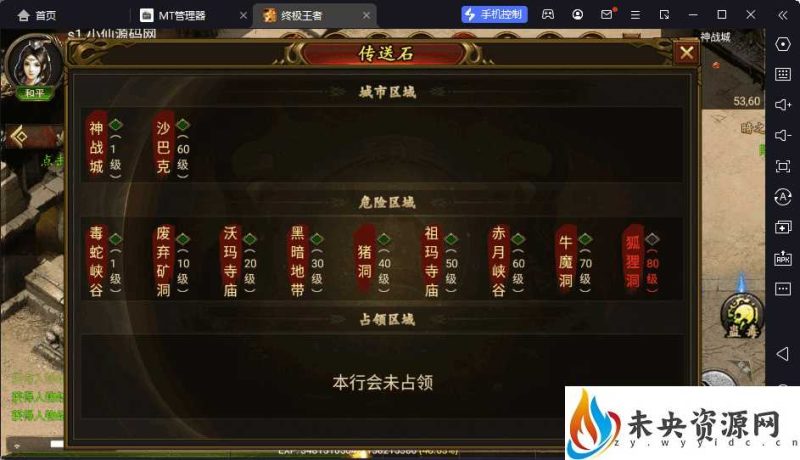 首页
MT管理器
终极王者
手机控制
s1.小仙源码网
传送石
神战城
和平
53,60
城市区域
神战城(1级)
沙巴克(60级)
危险区域
毒蛇峡谷(1级)
废弃矿洞(10级)
沃玛寺庙(20级)
黑暗地带(30级)
猪洞(40级)
祖玛寺庙(50级)
赤月峡谷(60级)
牛魔洞(70级)
狐狸洞(80级)
占领区域
本行会未占领
未央资源网
zy.wyyidc.cn